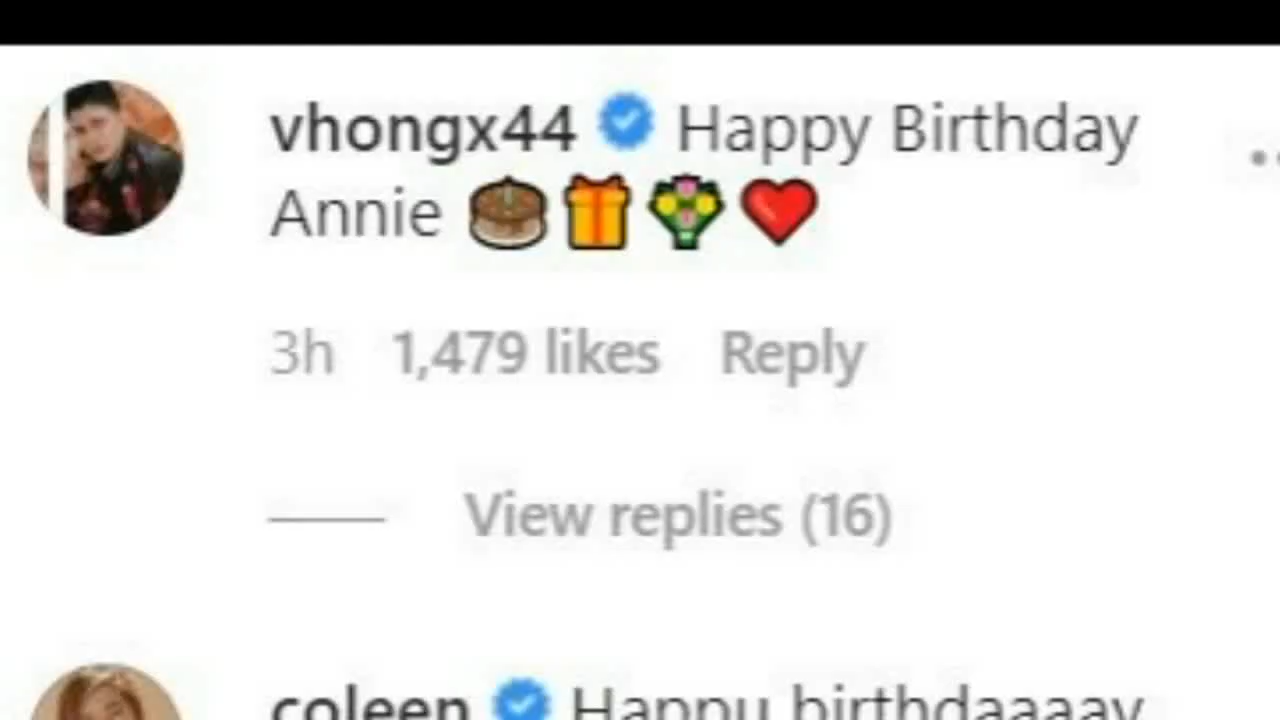 vhongx44 Happy Birthday
Annie 🎂🎁💐❤️
3h 1,479 likes Reply
View replies (16)
coleen Happy birthdaaaay